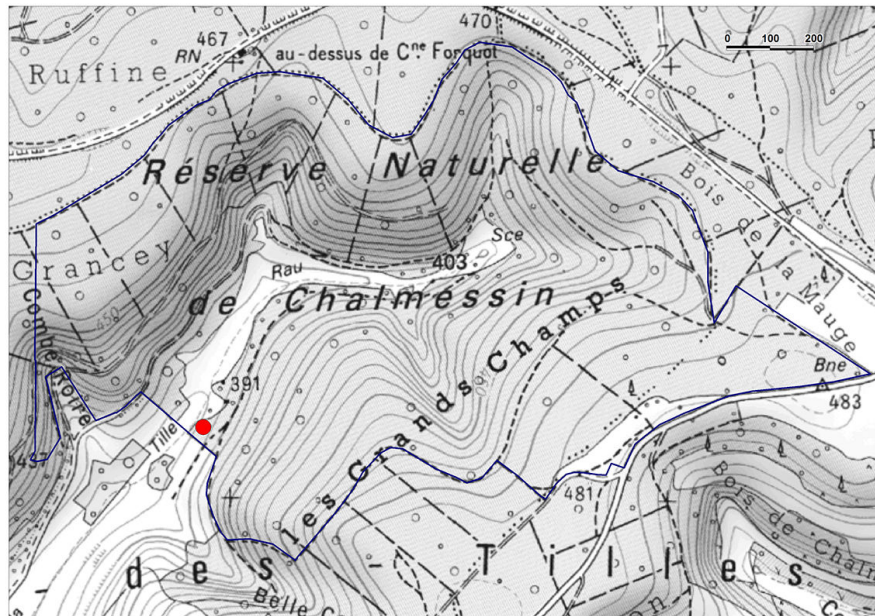 470
0 100 200
467
RN
au-dessus de Cne Forquot
Ruffine
Réserve Naturelle
Bois de la Mauge
Sce
Grancey
403
Rau
de Chalmessin
Combe Noire
450
les Grands Champs
391
Bne
483
Tille
481
Bois de Chalm
- des - Tilles
Belle C